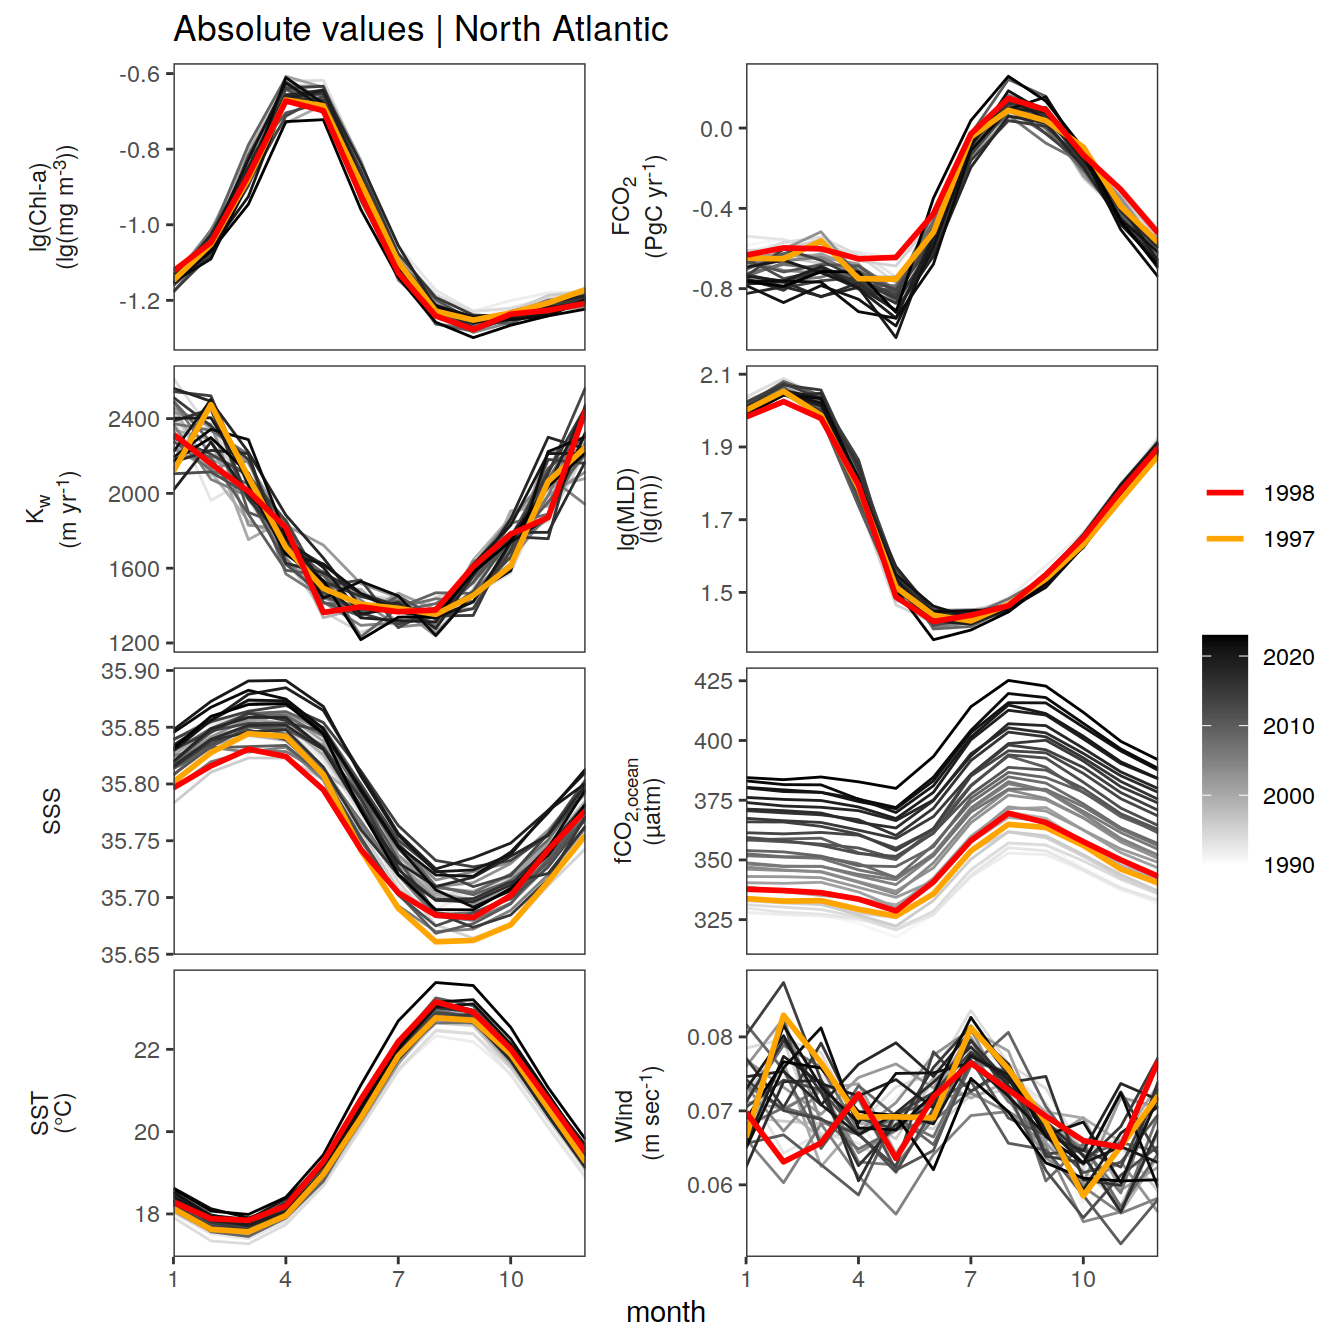 Absolute values | North Atlantic
lg(Chl-a)
(lg(mg m⁻³))
-0.6
-0.8
-1.0
-1.2
FCO₂
(PgC yr⁻¹)
0.0
-0.4
-0.8
K_w
(m yr⁻¹)
2400
2000
1600
1200
lg(MLD)
(lg(m))
2.1
1.9
1.7
1.5
SSS
35.90
35.85
35.80
35.75
35.70
35.65
fCO₂,ocean
(µatm)
425
400
375
350
325
SST
(°C)
22
20
18
1 4 7 10
Wind
(m sec⁻¹)
0.08
0.07
0.06
1 4 7 10
month
1998
1997
2020
2010
2000
1990